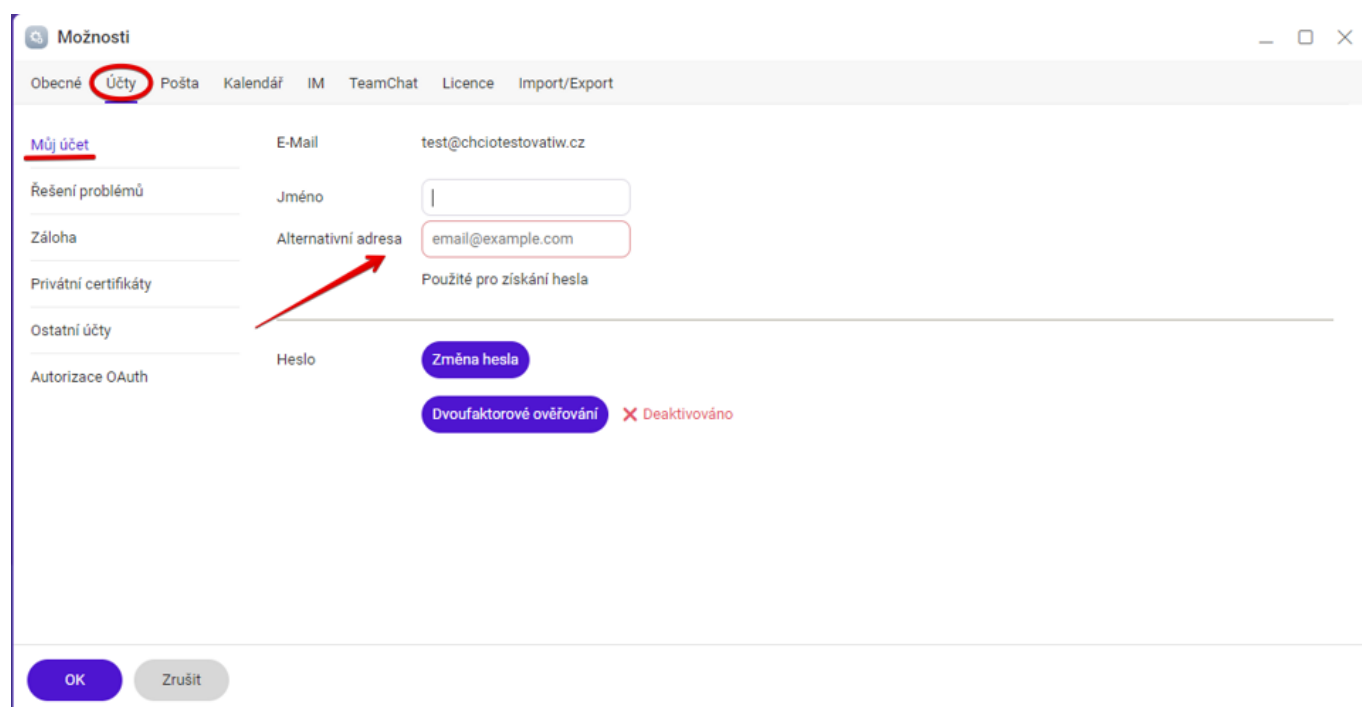 Možnosti
Obecné Účty Pošta Kalendář IM TeamChat Licence Import/Export
Můj účet
Řešení problémů
Záloha
Privátní certifikáty
Ostatní účty
Autorizace OAuth
E-Mail test@chciotestovatiw.cz
Jméno
Alternativní adresa email@example.com
Použité pro získání hesla
Heslo Změna hesla
Dvoufaktorové ověřování Deaktivováno
OK Zrušit